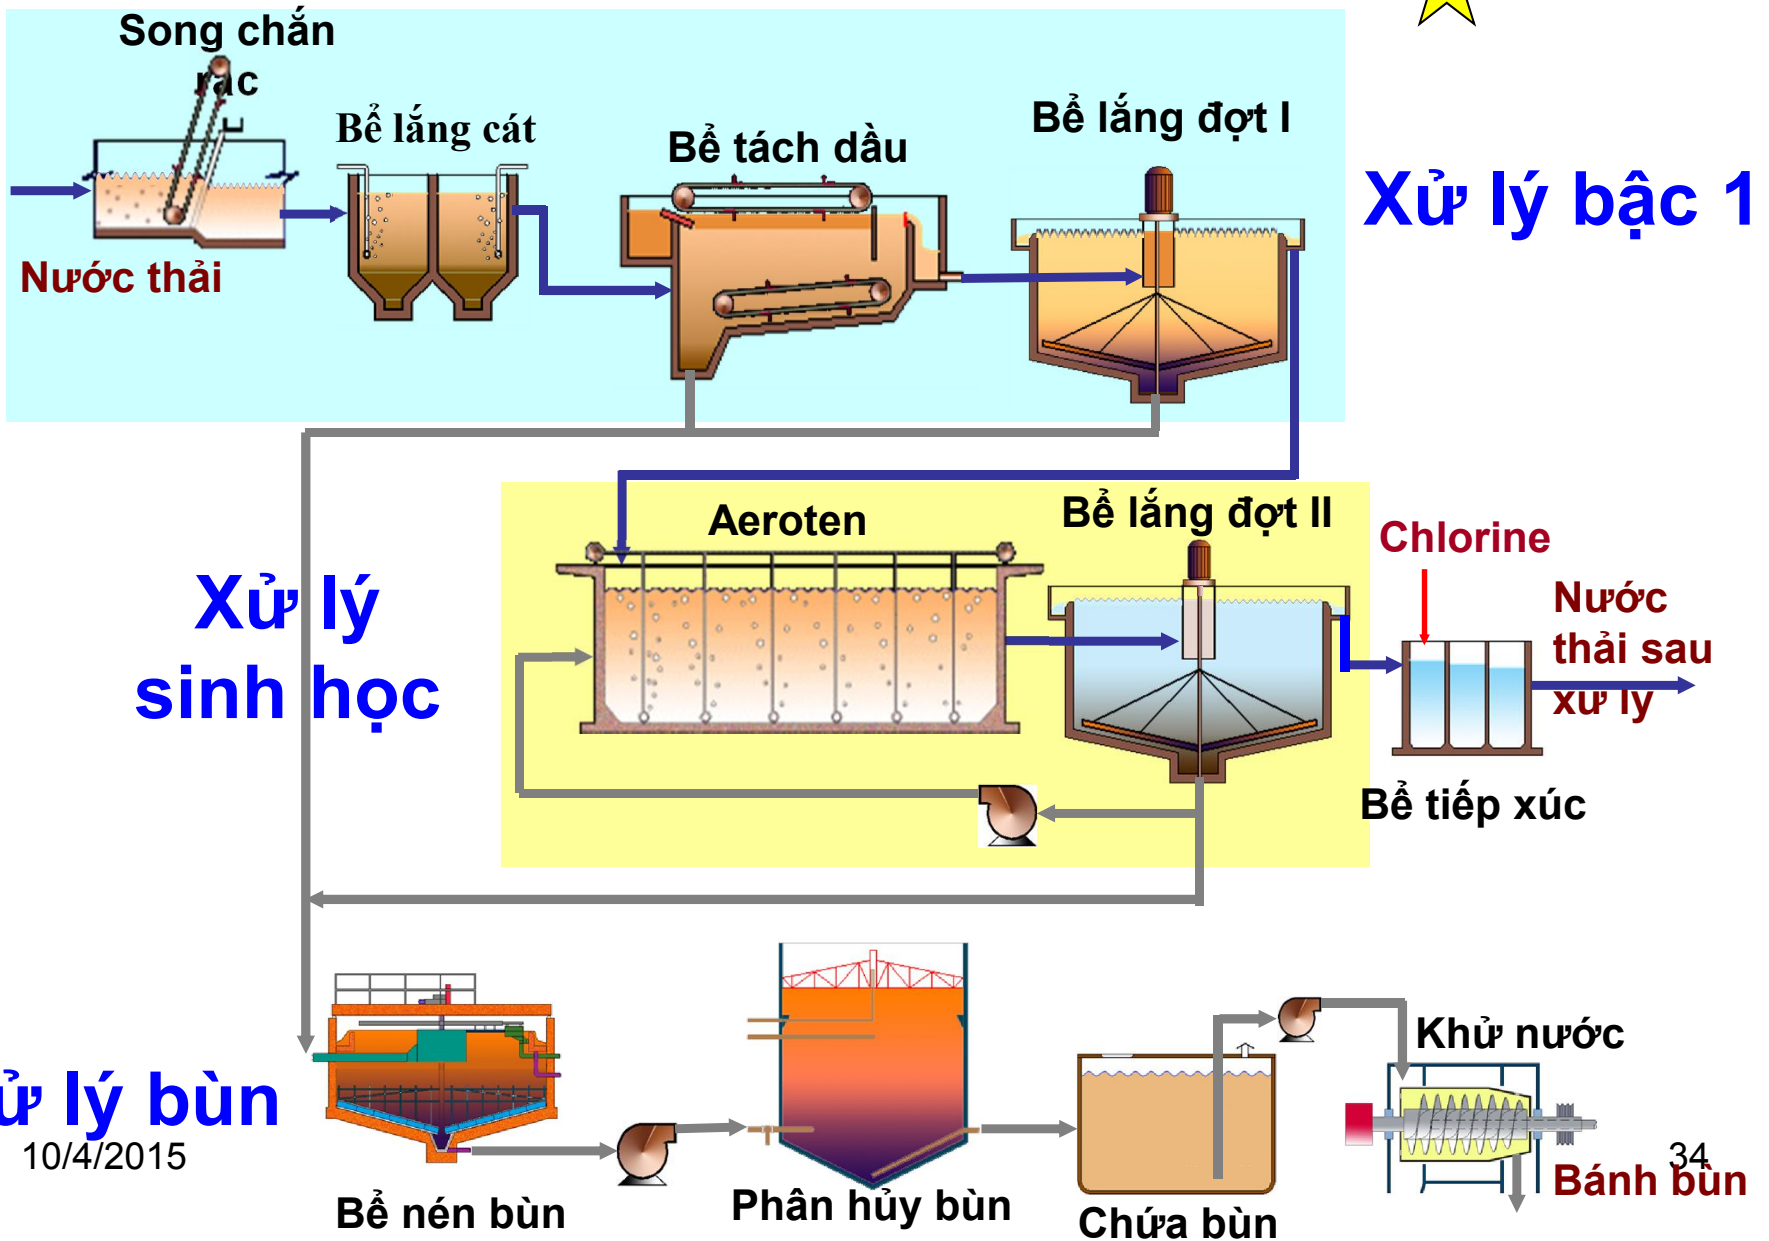 Song chắn
rác
Bể lắng cát
Bể tách dầu
Bể lắng đợt I
Xử lý bậc 1
Nước thải
Aeroten
Bể lắng đợt II
Chlorine
Xử lý
sinh học
Nước
thải sau
xử lý
Bể tiếp xúc
Khử nước
ử lý bùn
10/4/2015
34
Bánh bùn
Bể nén bùn
Phân hủy bùn
Chứa bùn